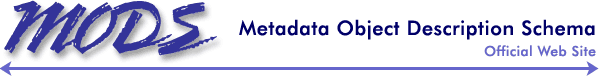 MODS
Metadata Object Description Schema
Official Web Site